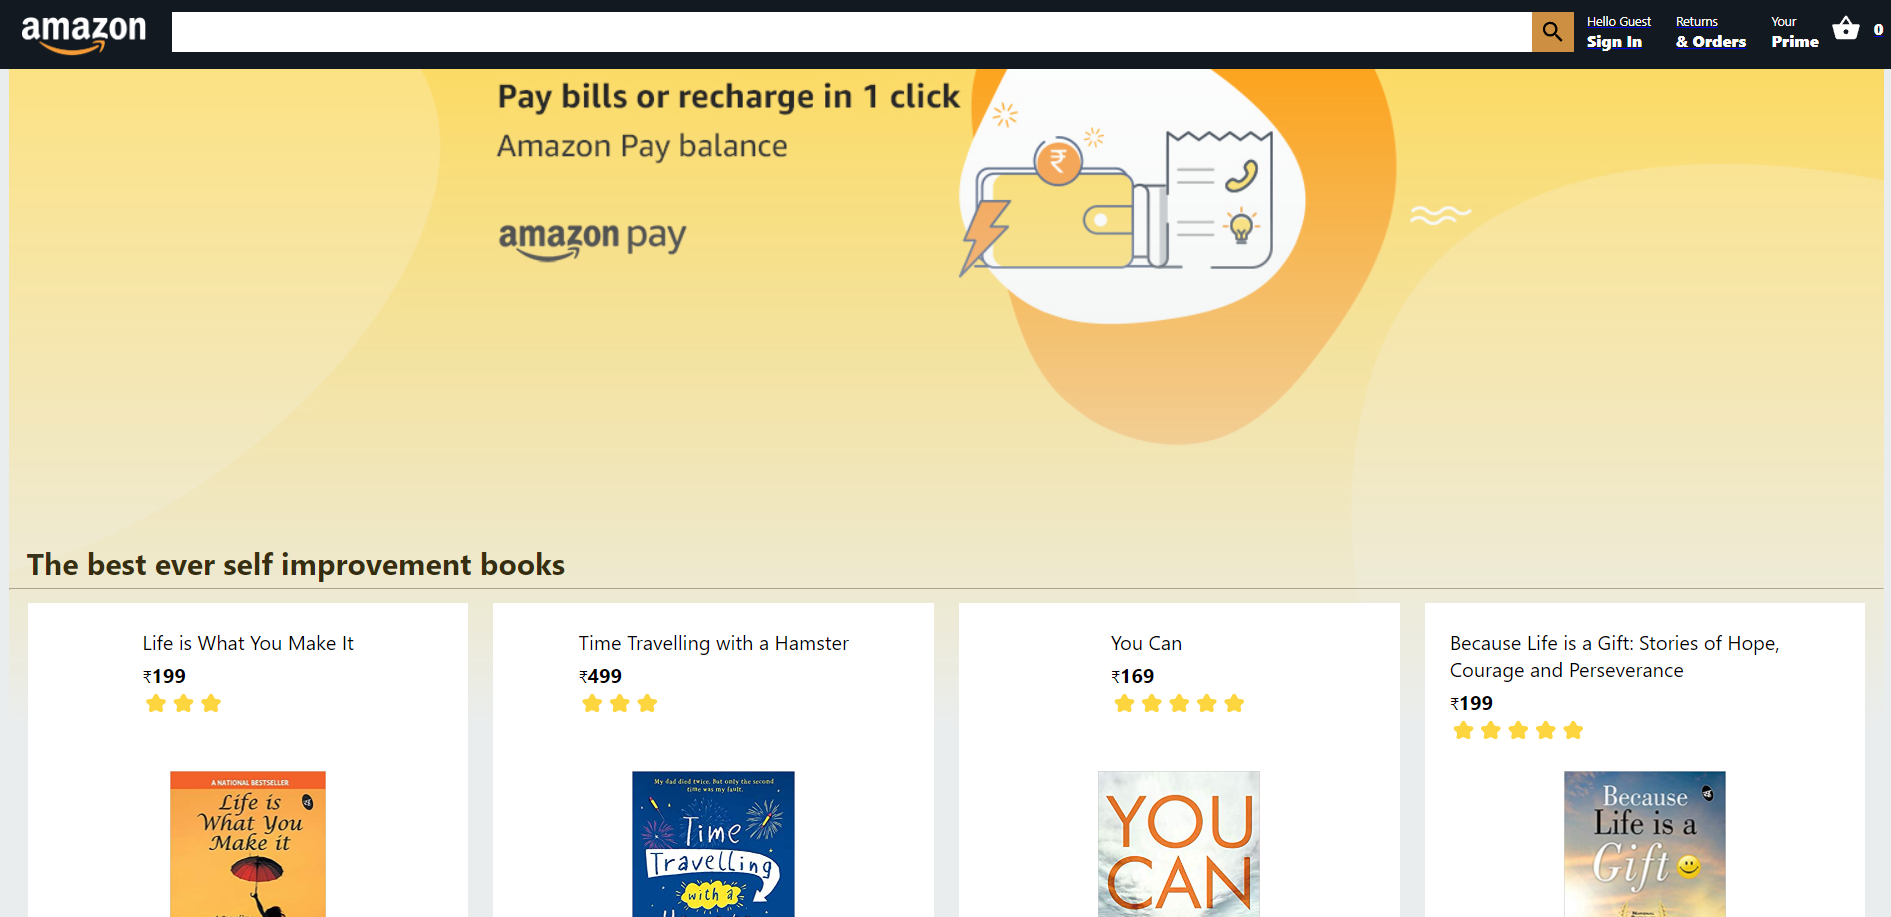 amazon
Hello Guest
Sign In
Returns
& Orders
Your
Prime
0
Pay bills or recharge in 1 click
Amazon Pay balance
₹
amazon pay
The best ever self improvement books
Life is What You Make It
₹199
Time Travelling with a Hamster
₹499
You Can
₹169
Because Life is a Gift: Stories of Hope,
Courage and Perseverance
₹199
A NATIONAL BESTSELLER
Life is
What You
Make it
My dad died twice. But only the second
time was my fault.
Time
Travelling
with a
YOU
CAN
Because
Life is a
Gift